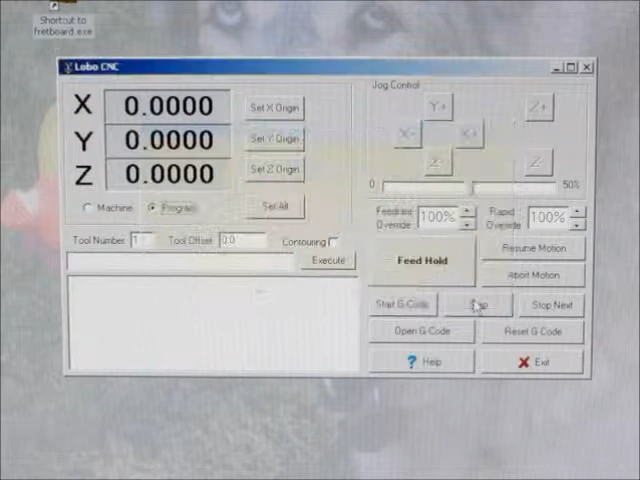 Shortcut to
fretboard.exe
Lobo CNC
X 0.0000 Set X Origin
Y 0.0000 Set Y Origin
Z 0.0000 Set Z Origin
Machine Program Set All
Tool Number 1 Tool Offset 0.0 Contouring
Execute
Jog Control
Y+ Z+
X- X+
Z-
0 50%
Feedrate Override 100% Rapid Override 100%
Feed Hold Resume Motion
Abort Motion
Start G-Code Stop Stop Next
Open G-Code Reset G Code
? Help Exit